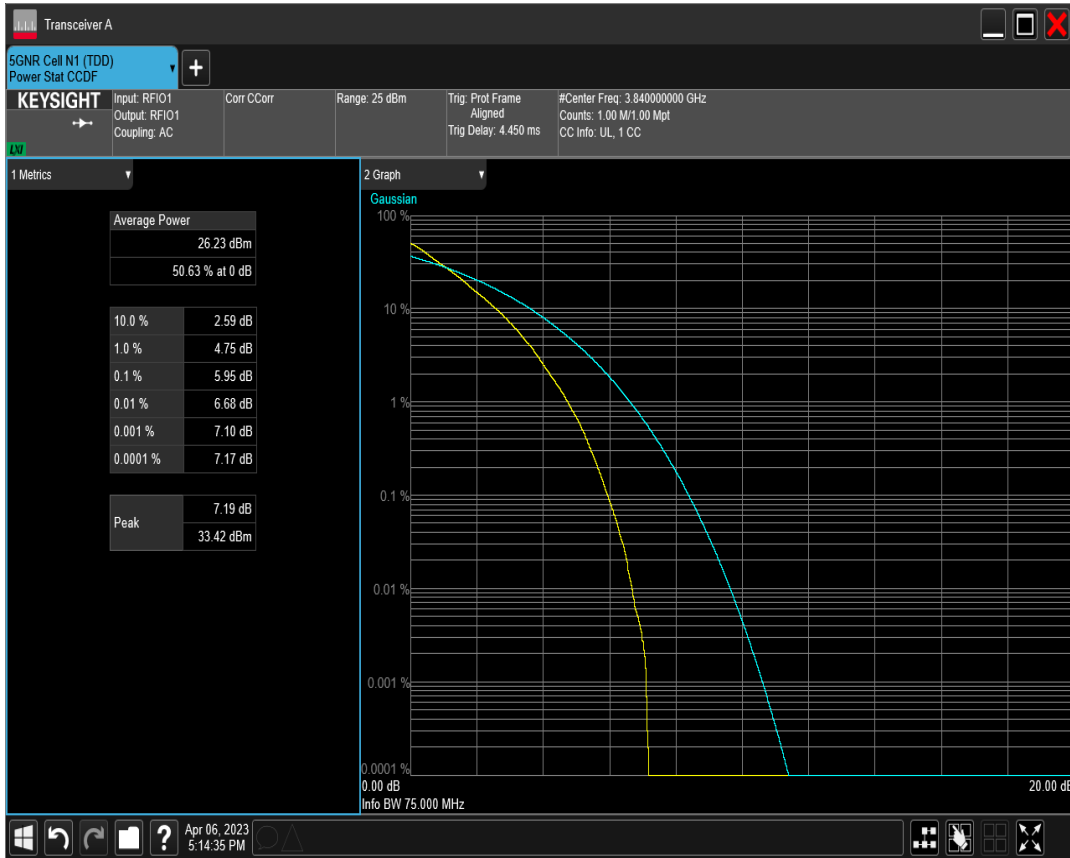 Transceiver A
5GNR Cell N1 (TDD)
Power Stat CCDF
+
KEYSIGHT
LXI
Input: RFIO1
Output: RFIO1
Coupling: AC
Corr CCorr
Range: 25 dBm
Trig: Prot Frame
Aligned
Trig Delay: 4.450 ms
#Center Freq: 3.840000000 GHz
Counts: 1.00 M/1.00 Mpt
CC Info: UL, 1 CC
1 Metrics
Average Power
26.23 dBm
50.63 % at 0 dB
10.0 % 2.59 dB
1.0 % 4.75 dB
0.1 % 5.95 dB
0.01 % 6.68 dB
0.001 % 7.10 dB
0.0001 % 7.17 dB
Peak
7.19 dB
33.42 dBm
2 Graph
Gaussian
100 %
10 %
1 %
0.1 %
0.01 %
0.001 %
0.0001 %
0.00 dB 20.00 dB
Info BW 75.000 MHz
?
Apr 06, 2023
5:14:35 PM